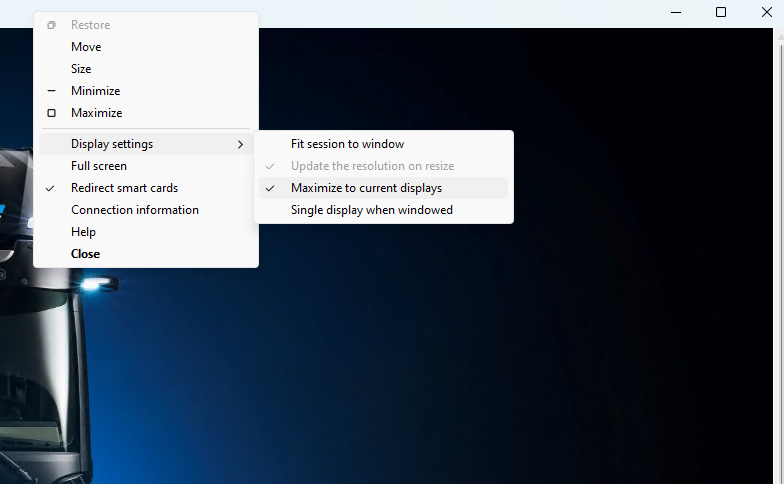 Restore
Move
Size
Minimize
Maximize
Display settings
Full screen
Redirect smart cards
Connection information
Help
Close
Fit session to window
Update the resolution on resize
Maximize to current displays
Single display when windowed